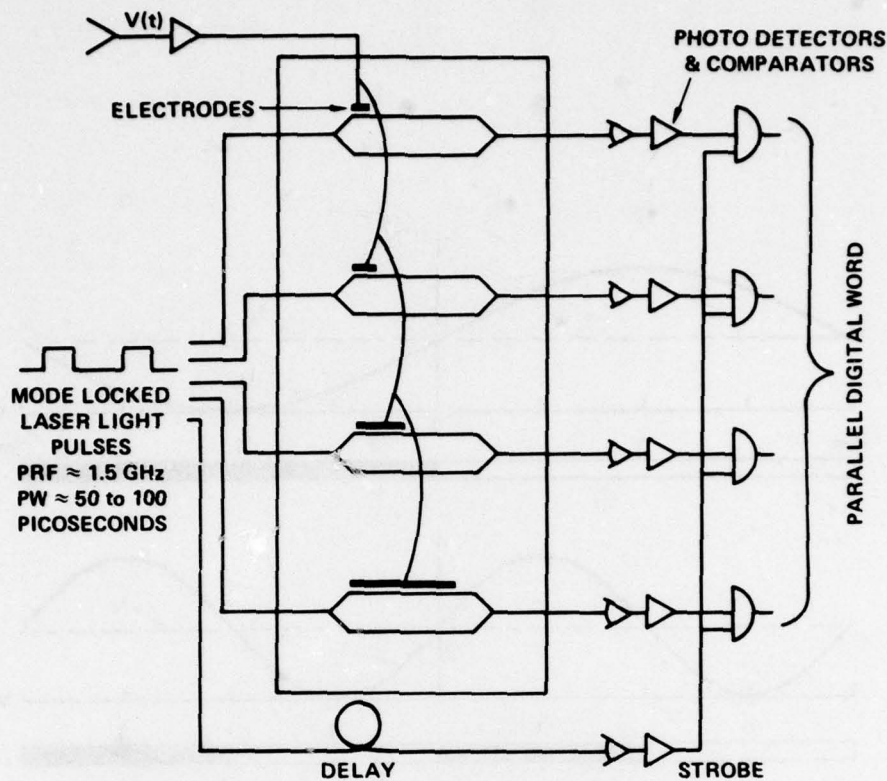 V(t)
PHOTO DETECTORS
& COMPARATORS
ELECTRODES
MODE LOCKED
LASER LIGHT
PULSES
PRF ≈ 1.5 GHz
PW ≈ 50 to 100
PICOSECONDS
PARALLEL DIGITAL WORD
DELAY
STROBE